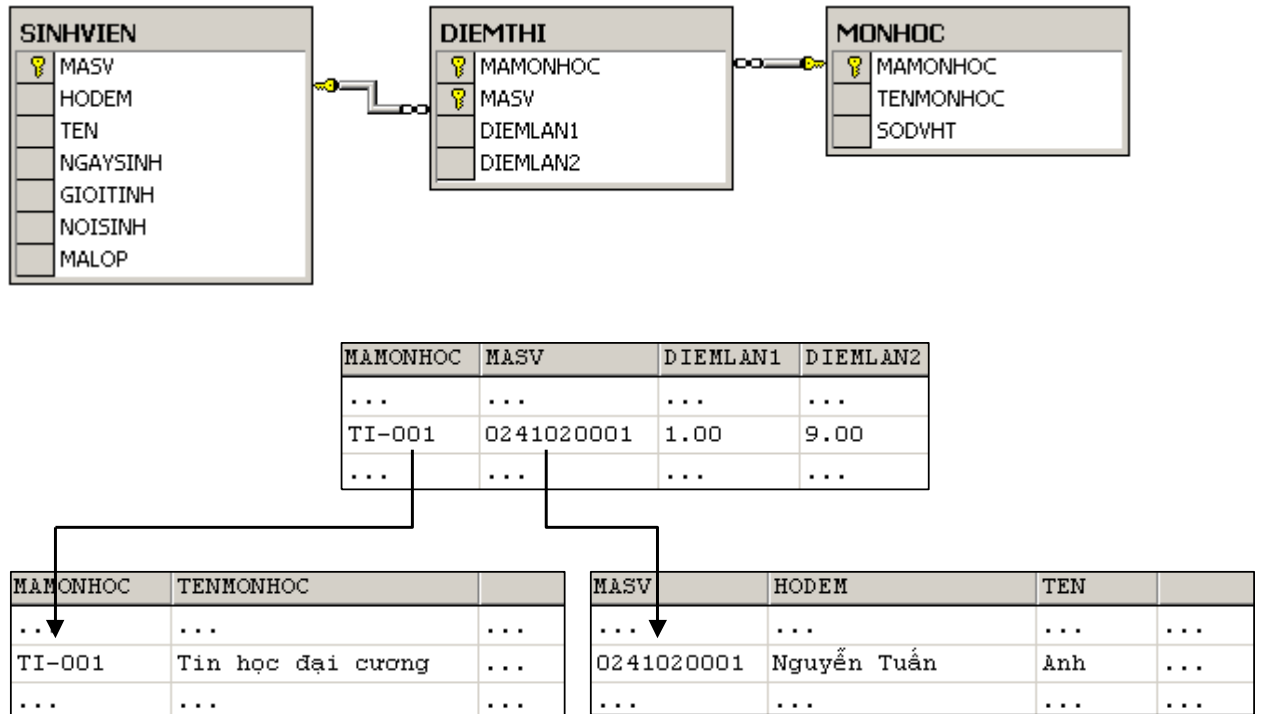 SINHVIEN
MASV
HODEM
TEN
NGAYSINH
GIOITINH
NOISINH
MALOP
DIEMTHI
MAMONHOC
MASV
DIEMLAN1
DIEMLAN2
MONHOC
MAMONHOC
TENMONHOC
SODVHT
MAMONHOC MASV DIEMLAN1 DIEMLAN2
... ... ... ...
TI-001 0241020001 1.00 9.00
... ... ... ...
MAMONHOC TENMONHOC
... ... ...
TI-001 Tin học đại cương ...
... ... ...
MASV HODEM TEN
... ... ... ...
0241020001 Nguyễn Tuấn Anh ...
... ... ... ...